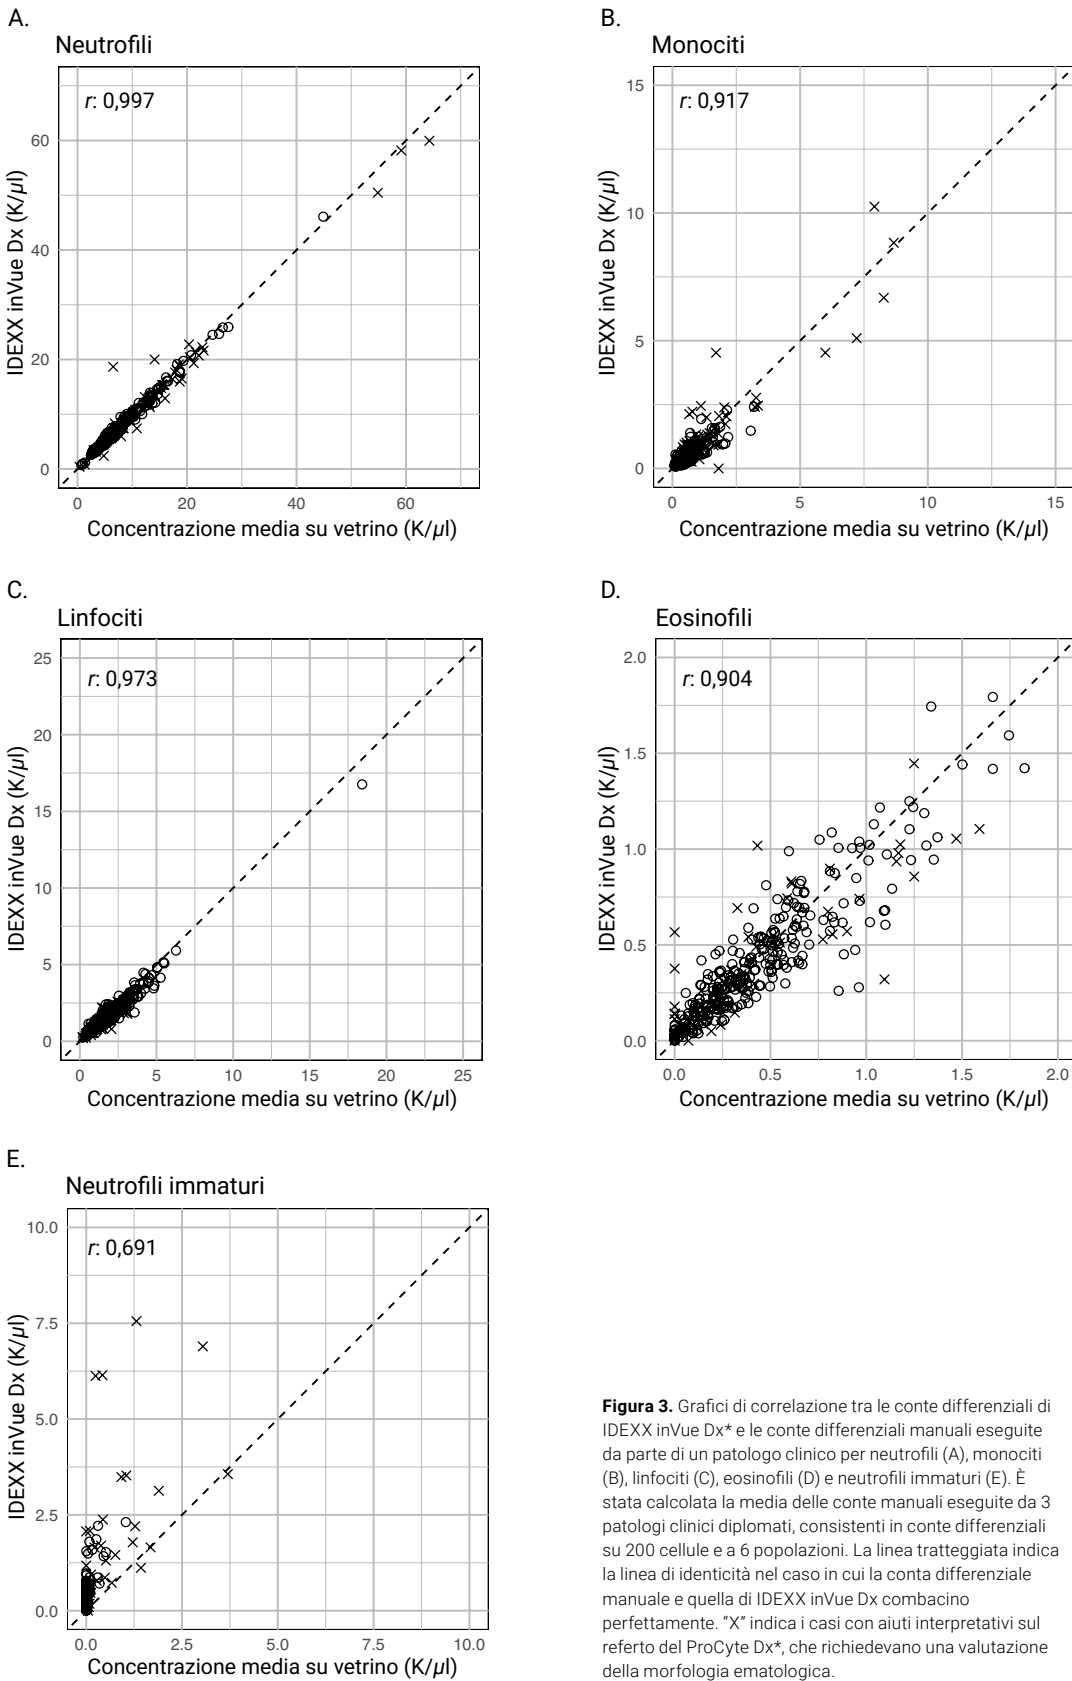 A.
Neutrofili
r: 0,997
60
40
20
0
0 20 40 60
IDEXX inVue Dx (K/µl)
Concentrazione media su vetrino (K/µl)
B.
Monociti
r: 0,917
15
10
5
0
0 5 10 15
IDEXX inVue Dx (K/µl)
Concentrazione media su vetrino (K/µl)
C.
Linfociti
r: 0,973
25
20
15
10
5
0
0 5 10 15 20 25
IDEXX inVue Dx (K/µl)
Concentrazione media su vetrino (K/µl)
D.
Eosinofili
r: 0,904
2.0
1.5
1.0
0.5
0.0
0.0 0.5 1.0 1.5 2.0
IDEXX inVue Dx (K/µl)
Concentrazione media su vetrino (K/µl)
E.
Neutrofili immaturi
r: 0,691
10.0
7.5
5.0
2.5
0.0
0.0 2.5 5.0 7.5 10.0
IDEXX inVue Dx (K/µl)
Concentrazione media su vetrino (K/µl)
Figura 3. Grafici di correlazione tra le conte differenziali di
IDEXX inVue Dx* e le conte differenziali manuali eseguite
da parte di un patologo clinico per neutrofili (A), monociti
(B), linfociti (C), eosinofili (D) e neutrofili immaturi (E). È
stata calcolata la media delle conte manuali eseguite da 3
patologi clinici diplomati, consistenti in conte differenziali
su 200 cellule e a 6 popolazioni. La linea tratteggiata indica
la linea di identicità nel caso in cui la conta differenziale
manuale e quella di IDEXX inVue Dx combacino
perfettamente. “X” indica i casi con aiuti interpretativi sul
referto del ProCyte Dx*, che richiedevano una valutazione
della morfologia ematologica.